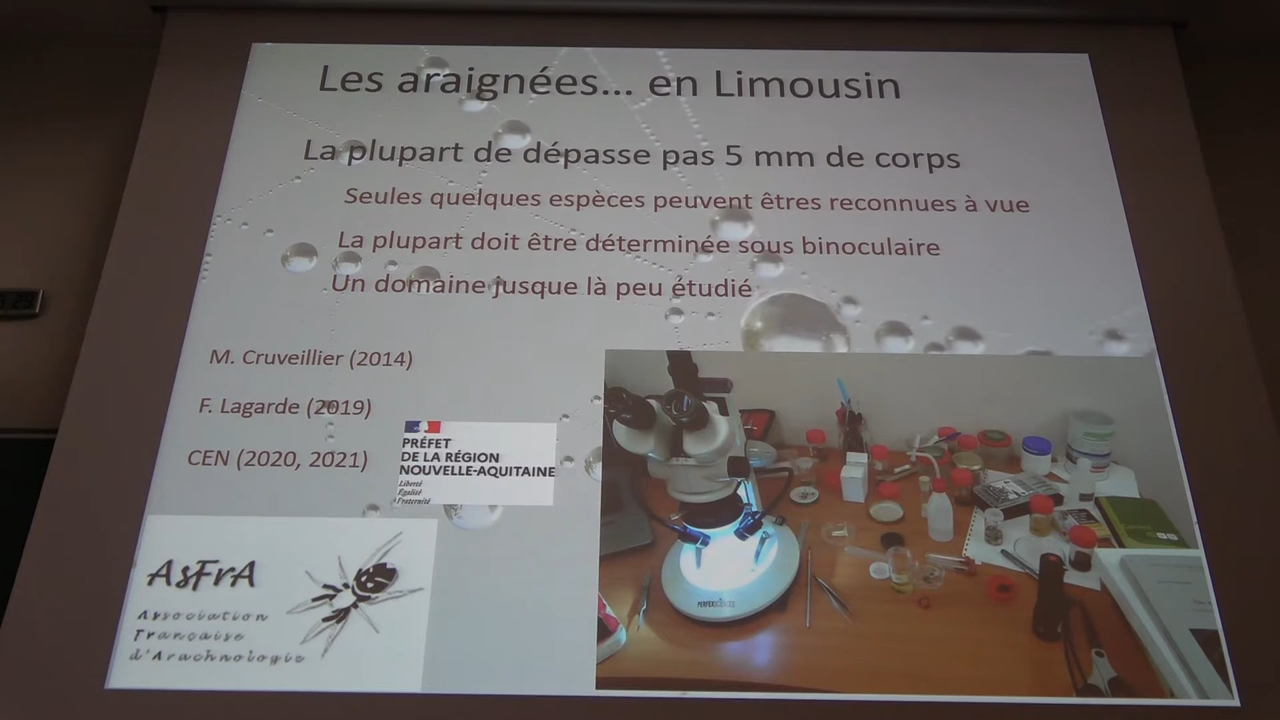 Les araignées... en Limousin
La plupart de dépasse pas 5 mm de corps
Seules quelques espèces peuvent êtres reconnues à vue
La plupart doit être déterminée sous binoculaire
Un domaine jusque là peu étudié
M. Cruveillier (2014)
F. Lagarde (2019)
CEN (2020, 2021)
PRÉFET
DE LA RÉGION
NOUVELLE-AQUITAINE
Liberté
Égalité
Fraternité
AsFrA
Association
Française
d'Arachnologie